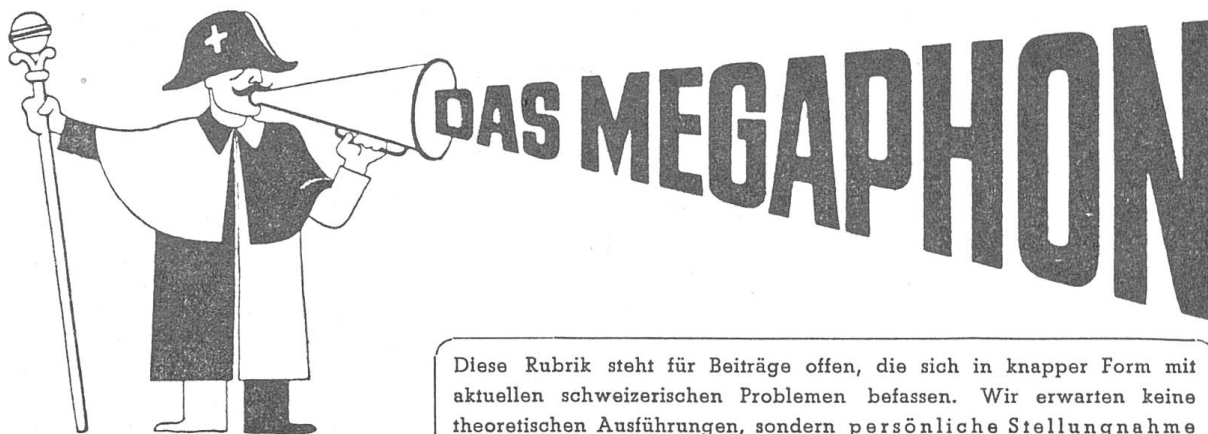 DAS MEGAPHON
Diese Rubrik steht für Beiträge offen, die sich in knapper Form mit
aktuellen schweizerischen Problemen befassen. Wir erwarten keine
theoretischen Ausführungen, sondern persönliche Stellungnahme